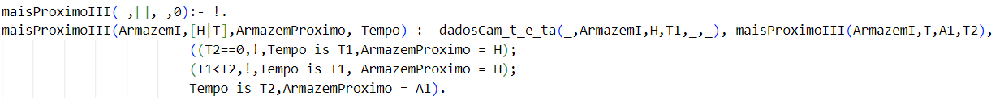 maisProximoIII(_,[],_,0):- !.
maisProximoIII(ArmazemI,[H|T],ArmazemProximo, Tempo) :- dadosCam_t_e_ta(_,ArmazemI,H,T1,_,_), maisProximoIII(ArmazemI,T,A1,T2),
((T2==0,!,Tempo is T1,ArmazemProximo = H);
(T1<T2,!,Tempo is T1, ArmazemProximo = H);
Tempo is T2,ArmazemProximo = A1).